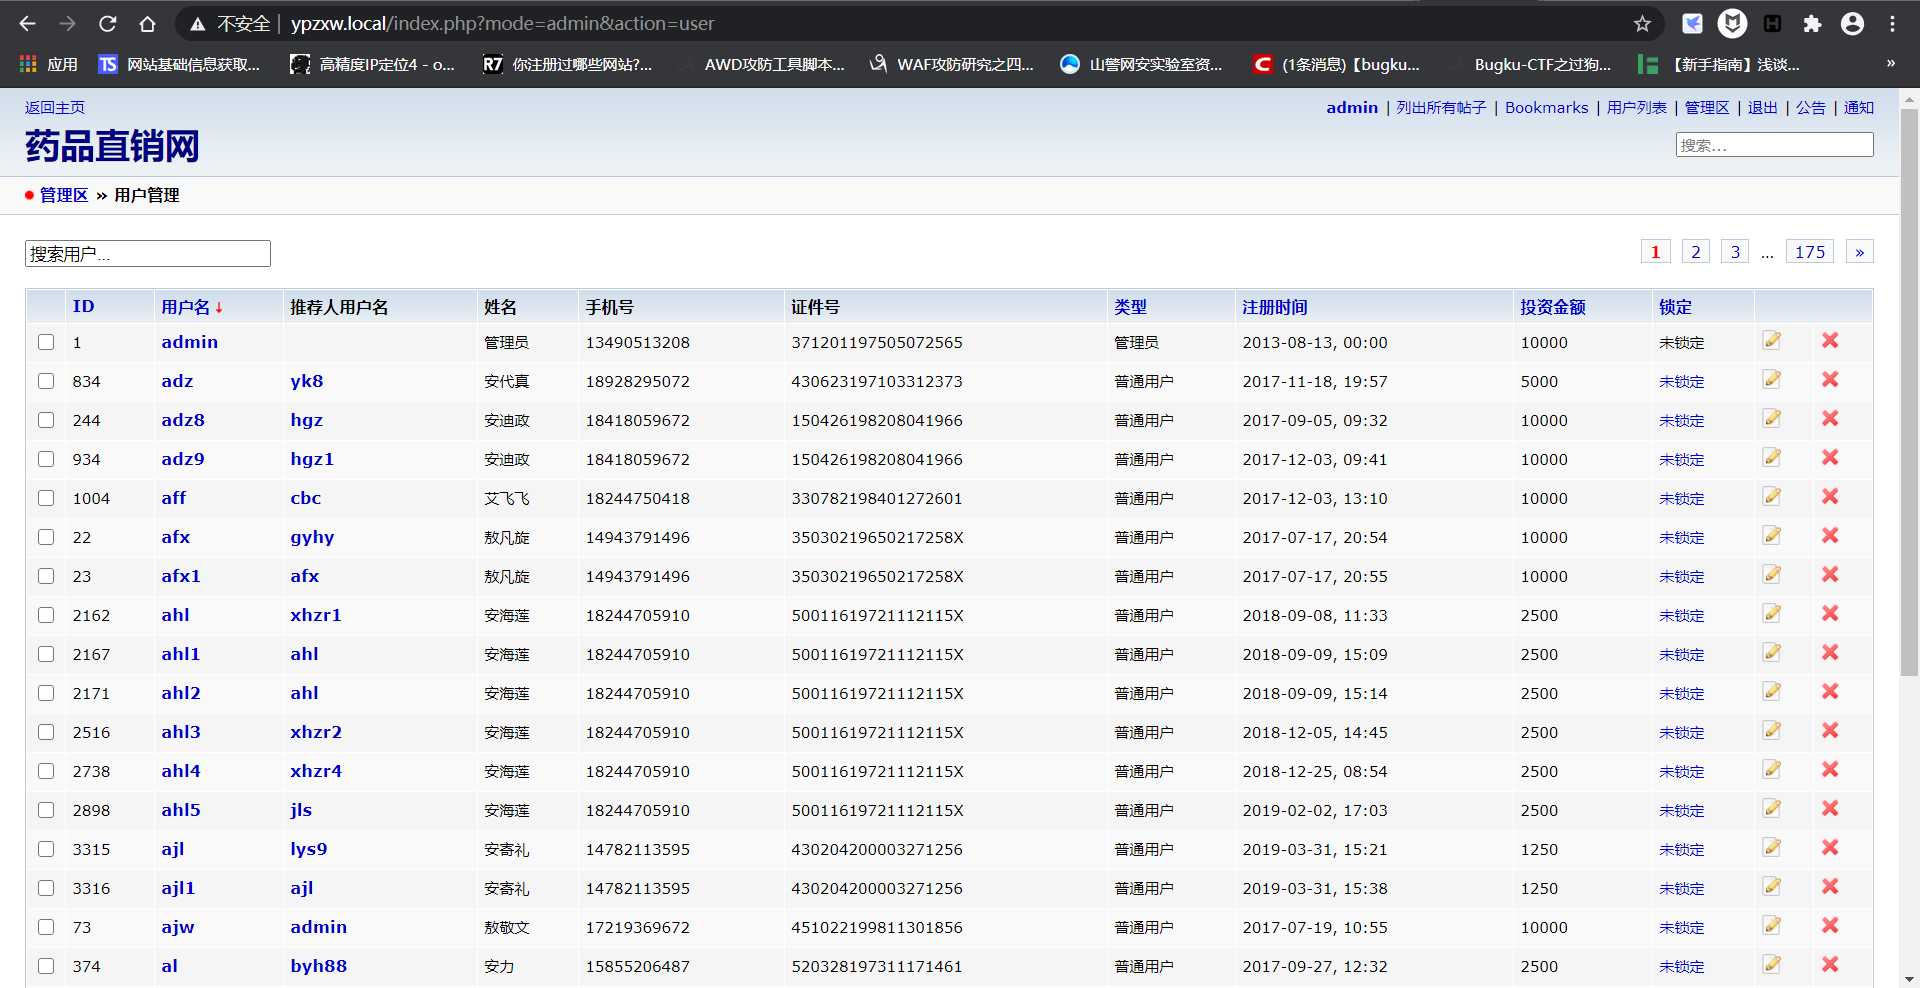 不安全 | ypzxw.local/index.php?mode=admin&action=user
应用 网站基础信息获取... 高精度IP定位4 - o... 你注册过哪些网站?... AWD攻防工具脚本... WAF攻防研究之四... 山警网安实验室资... (1条消息)【bugku... Bugku-CTF之过狗... 【新手指南】浅谈... »
返回主页 admin | 列出所有帖子 | Bookmarks | 用户列表 | 管理区 | 退出 | 公告 | 通知
药品直销网
搜索...
管理区 » 用户管理
搜索用户... 1 2 3 ... 175 »
ID 用户名↓ 推荐人用户名 姓名 手机号 证件号 类型 注册时间 投资金额 锁定
1 admin 管理员 13490513208 371201197505072565 管理员 2013-08-13, 00:00 10000 未锁定
834 adz yk8 安代真 18928295072 430623197103312373 普通用户 2017-11-18, 19:57 5000 未锁定
244 adz8 hgz 安迪政 18418059672 150426198208041966 普通用户 2017-09-05, 09:32 10000 未锁定
934 adz9 hgz1 安迪政 18418059672 150426198208041966 普通用户 2017-12-03, 09:41 10000 未锁定
1004 aff cbc 艾飞飞 18244750418 330782198401272601 普通用户 2017-12-03, 13:10 10000 未锁定
22 afx gyhy 敖凡旋 14943791496 35030219650217258X 普通用户 2017-07-17, 20:54 10000 未锁定
23 afx1 afx 敖凡旋 14943791496 35030219650217258X 普通用户 2017-07-17, 20:55 10000 未锁定
2162 ahl xhzr1 安海莲 18244705910 50011619721112115X 普通用户 2018-09-08, 11:33 2500 未锁定
2167 ahl1 ahl 安海莲 18244705910 50011619721112115X 普通用户 2018-09-09, 15:09 2500 未锁定
2171 ahl2 ahl 安海莲 18244705910 50011619721112115X 普通用户 2018-09-09, 15:14 2500 未锁定
2516 ahl3 xhzr2 安海莲 18244705910 50011619721112115X 普通用户 2018-12-05, 14:45 2500 未锁定
2738 ahl4 xhzr4 安海莲 18244705910 50011619721112115X 普通用户 2018-12-25, 08:54 2500 未锁定
2898 ahl5 jls 安海莲 18244705910 50011619721112115X 普通用户 2019-02-02, 17:03 2500 未锁定
3315 ajl lys9 安寄礼 14782113595 430204200003271256 普通用户 2019-03-31, 15:21 1250 未锁定
3316 ajl1 ajl 安寄礼 14782113595 430204200003271256 普通用户 2019-03-31, 15:38 1250 未锁定
73 ajw admin 敖敬文 17219369672 451022199811301856 普通用户 2017-07-19, 10:55 10000 未锁定
374 al byh88 安力 15855206487 520328197311171461 普通用户 2017-09-27, 12:32 2500 未锁定